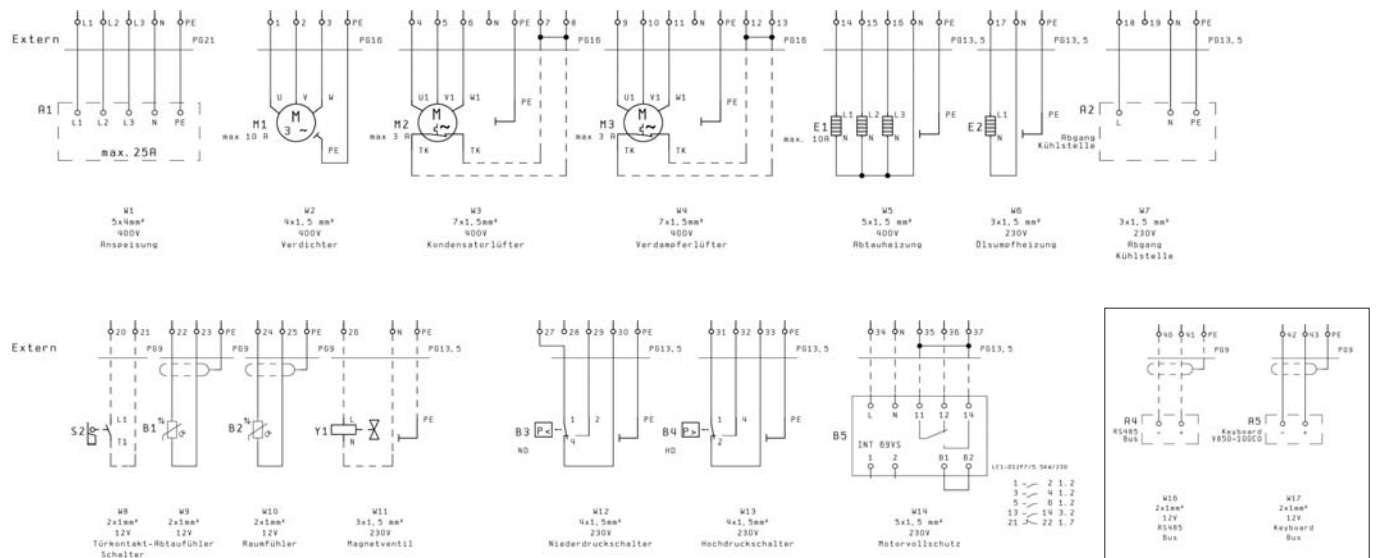 L1 L2 L3 N PE 1 2 3 PE 4 5 6 N PE 7 8 9 10 11 N PE 12 13 14 15 16 N PE 17 N PE 18 19 N PE
Extern PG21 PG16 PG16 PG16 PG13,5 PG13,5 PG13,5
U V W U1 V1 W1 PE U1 V1 W1 PE
A1 L1 L2 L3 N PE
M1 M 3 ~ max 10 A PE
M2 M max 3 A TK TK
M3 M max 3 A TK TK
E1 L1 L2 L3 max. 10A N N N PE
E2 L1 N PE
A2 L N PE
Abgang
Kühlstelle
max. 25A
W1 W2 W3 W4 W5 W6 W7
5x4mm² 4x1,5 mm² 7x1,5mm² 7x1,5mm² 5x1,5 mm² 3x1,5 mm² 3x1,5 mm²
400V 400V 400V 400V 400V 230V 230V
Anspeisung Verdichter Kondensatorlüfter Verdampferlüfter Abtauheizung Ölsumpfheizung Abgang
Kühlstelle
20 21 22 23 PE 24 25 PE 26 N PE 27 28 29 30 PE 31 32 33 PE 34 N 35 36 37 40 41 PE 42 43 PE
Extern PG9 PG9 PG9 PG13,5 PG13,5 PG13,5 PG13,5 PG9 PG9
S2 L1 T1
B1
B2
Y1 L N PE
B3 P< 1 2 4 PE
ND
B4 P> 1 4 2 PE
HD
B5 L N 11 12 14
INT 69VS
1 2 B1 B2
LC1-D12P7/5.5kW/230
1 2 1.2
3 4 1.2
5 6 1.2
13 14 3.2
21 22 1.7
A4 RS485
Bus - +
A5 Keyboard
V850-100C0 - +
W8 W9 W10 W11 W12 W13 W14 W16 W17
2x1mm² 2x1mm² 2x1mm² 3x1,5 mm² 4x1,5mm² 4x1,5mm² 5x1,5 mm² 2x1mm² 2x1mm²
12V 12V 12V 230V 230V 230V 230V 12V 12V
Türkontakt-Abtaufühler Raumfühler Magnetventil Niederdruckschalter Hochdruckschalter Motorvollschutz RS485 Keyboard
Schalter Bus Bus